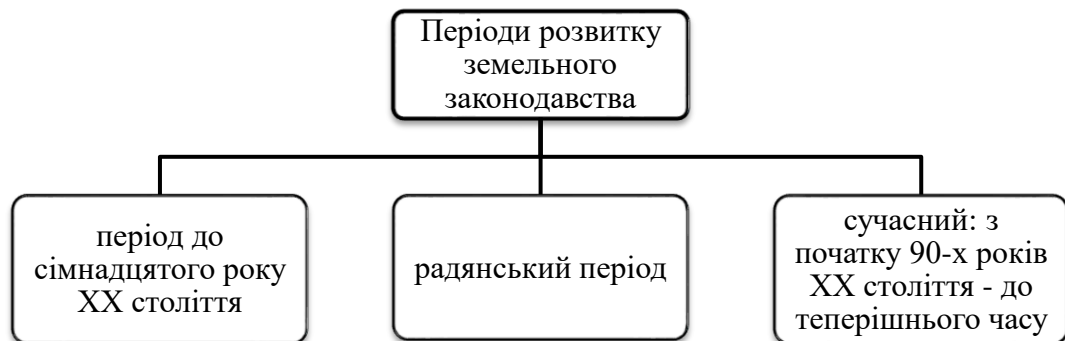 Періоди розвитку
земельного
законодавства
період до
сімнадцятого року
XX століття
радянський період
сучасний: з
початку 90-х років
XX століття - до
теперішнього часу